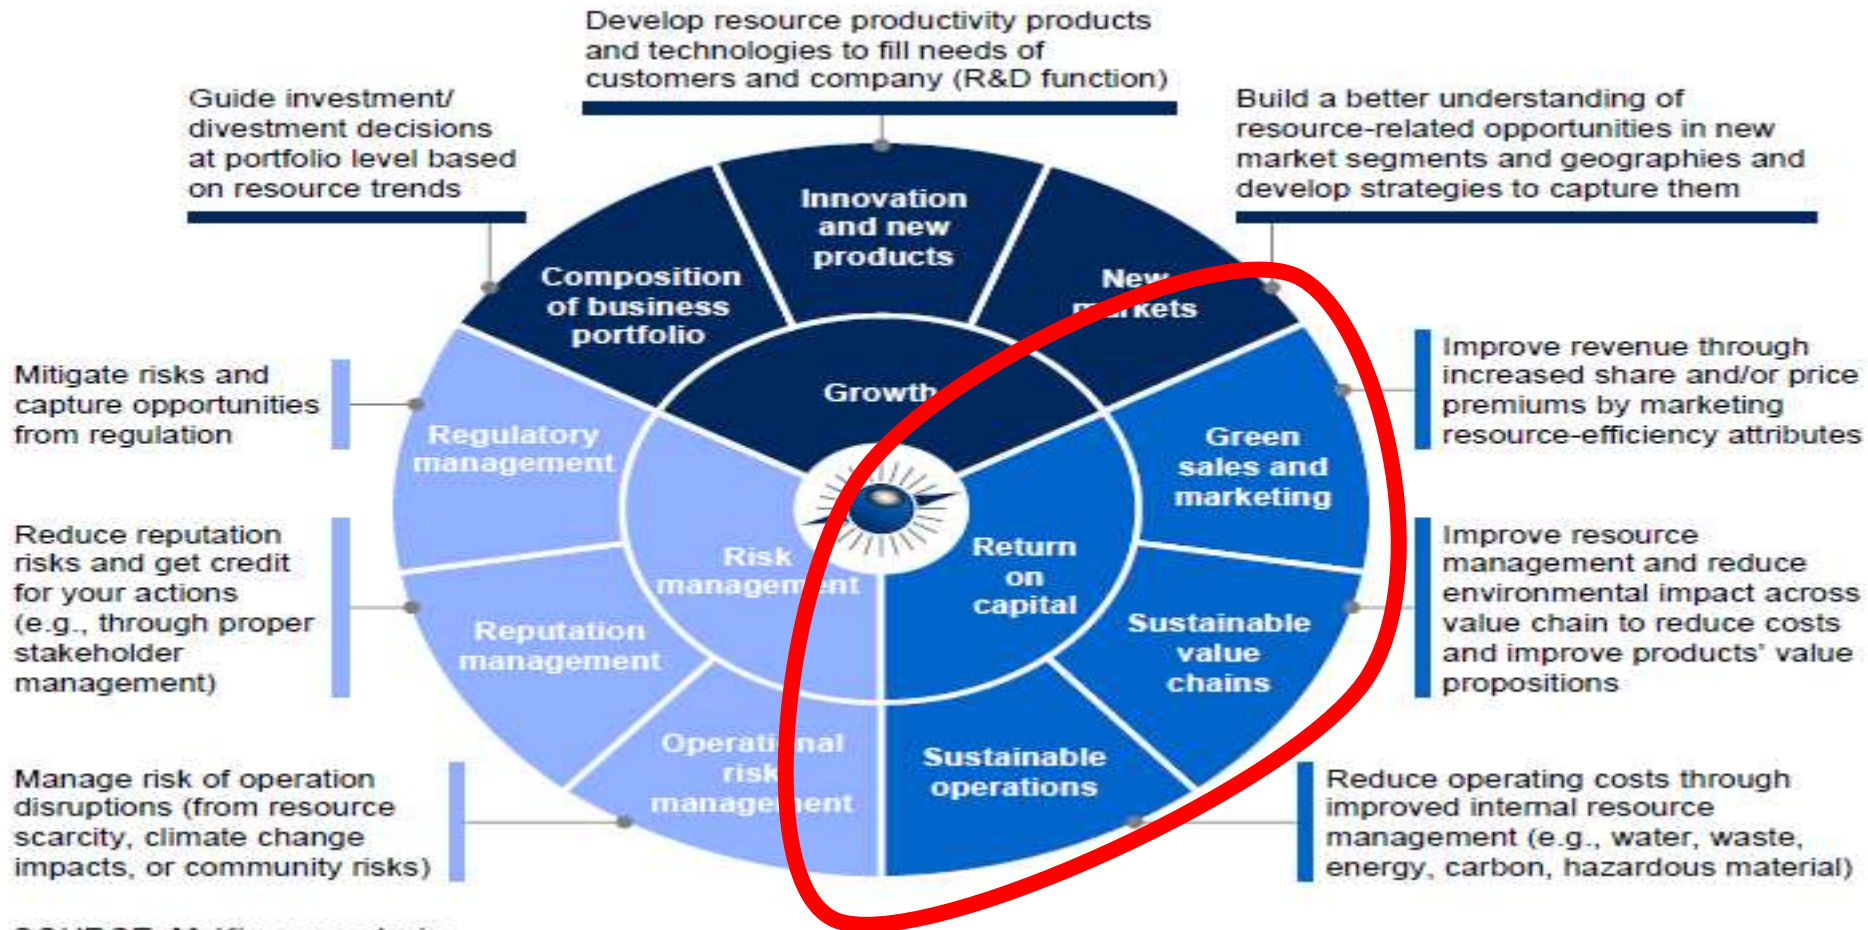 Develop resource productivity products
and technologies to fill needs of
customers and company (R&D function)
Guide investment/
divestment decisions
at portfolio level based
on resource trends
Build a better understanding of
resource-related opportunities in new
market segments and geographies and
develop strategies to capture them
Innovation
and new
products
Composition
of business
portfolio
New
markets
Growth
Mitigate risks and
capture opportunities
from regulation
Regulatory
management
Improve revenue through
increased share and/or price
premiums by marketing
resource-efficiency attributes
Green
sales and
marketing
Reduce reputation
risks and get credit
for your actions
(e.g., through proper
stakeholder
management)
Risk
management
Return
on
capital
Reputation
management
Sustainable
value
chains
Improve resource
management and reduce
environmental impact across
value chain to reduce costs
and improve products' value
propositions
Operational
risk
management
Sustainable
operations
Manage risk of operation
disruptions (from resource
scarcity, climate change
impacts, or community risks)
Reduce operating costs through
improved internal resource
management (e.g., water, waste,
energy, carbon, hazardous material)